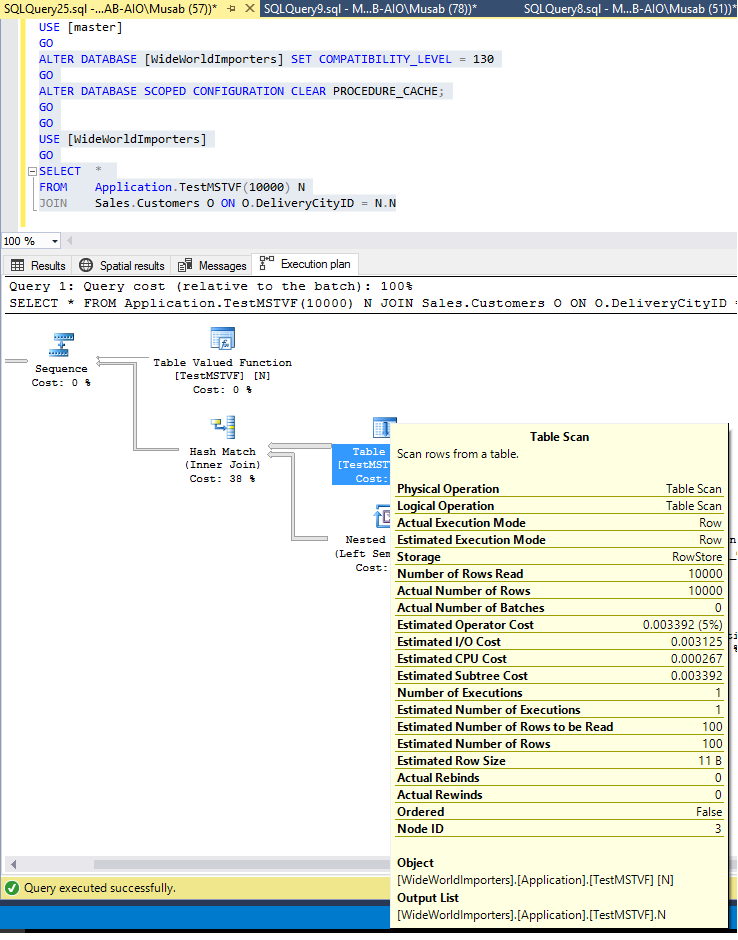 SQLQuery25.sql -...AB-AIO\Musab (57))* SQLQuery9.sql - M...B-AIO\Musab (78))* SQLQuery8.sql - M...B-AIO\Musab (51))*
USE [master]
GO
ALTER DATABASE [WideWorldImporters] SET COMPATIBILITY_LEVEL = 130
GO
ALTER DATABASE SCOPED CONFIGURATION CLEAR PROCEDURE_CACHE;
GO
GO
USE [WideWorldImporters]
GO
SELECT *
FROM Application.TestMSTVF(10000) N
JOIN Sales.Customers O ON O.DeliveryCityID = N.N
100 %
Results Spatial results Messages Execution plan
Query 1: Query cost (relative to the batch): 100%
SELECT * FROM Application.TestMSTVF(10000) N JOIN Sales.Customers O ON O.DeliveryCityID =
Sequence
Cost: 0 %
Table Valued Function
[TestMSTVF] [N]
Cost: 0 %
Hash Match
(Inner Join)
Cost: 38 %
Table
[TestMST
Cost:
Nested
(Left Sem
Cost:
Table Scan
Scan rows from a table.
Physical Operation Table Scan
Logical Operation Table Scan
Actual Execution Mode Row
Estimated Execution Mode Row
Storage RowStore
Number of Rows Read 10000
Actual Number of Rows 10000
Actual Number of Batches 0
Estimated Operator Cost 0.003392 (5%)
Estimated I/O Cost 0.003125
Estimated CPU Cost 0.000267
Estimated Subtree Cost 0.003392
Number of Executions 1
Estimated Number of Executions 1
Estimated Number of Rows to be Read 100
Estimated Number of Rows 100
Estimated Row Size 11 B
Actual Rebinds 0
Actual Rewinds 0
Ordered False
Node ID 3
Object
[WideWorldImporters].[Application].[TestMSTVF] [N]
Output List
[WideWorldImporters].[Application].[TestMSTVF].N
Query executed successfully.